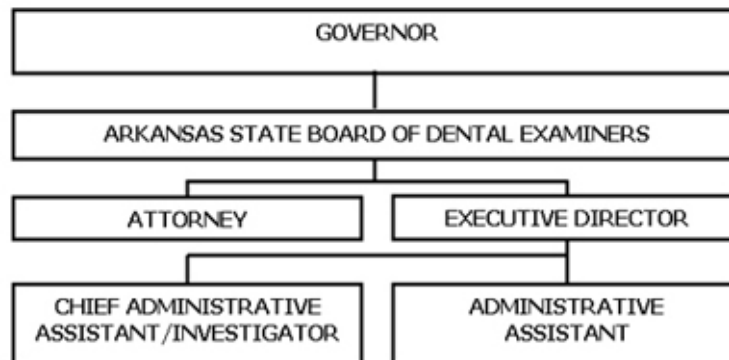 GOVERNOR
ARKANSAS STATE BOARD OF DENTAL EXAMINERS
ATTORNEY
EXECUTIVE DIRECTOR
CHIEF ADMINISTRATIVE
ASSISTANT/INVESTIGATOR
ADMINISTRATIVE
ASSISTANT